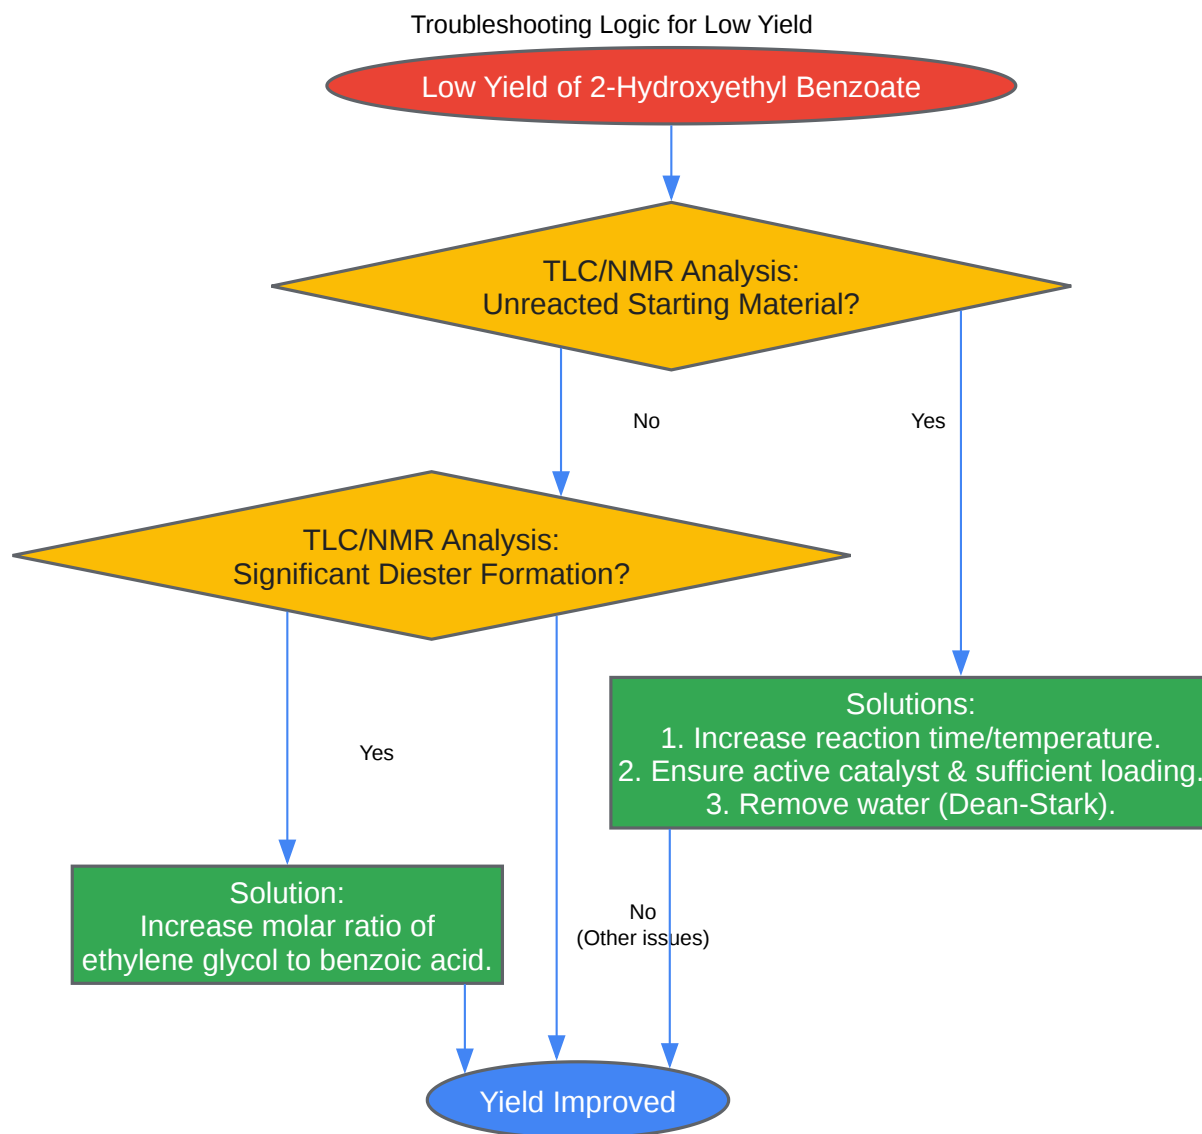 Troubleshooting Logic for Low Yield
Low Yield of 2-Hydroxyethyl Benzoate
TLC/NMR Analysis:
Unreacted Starting Material?
No
Yes
TLC/NMR Analysis:
Significant Diester Formation?
Solutions:
1. Increase reaction time/temperature.
2. Ensure active catalyst & sufficient loading.
3. Remove water (Dean-Stark).
Yes
Solution:
Increase molar ratio of
ethylene glycol to benzoic acid.
No
(Other issues)
Yield Improved